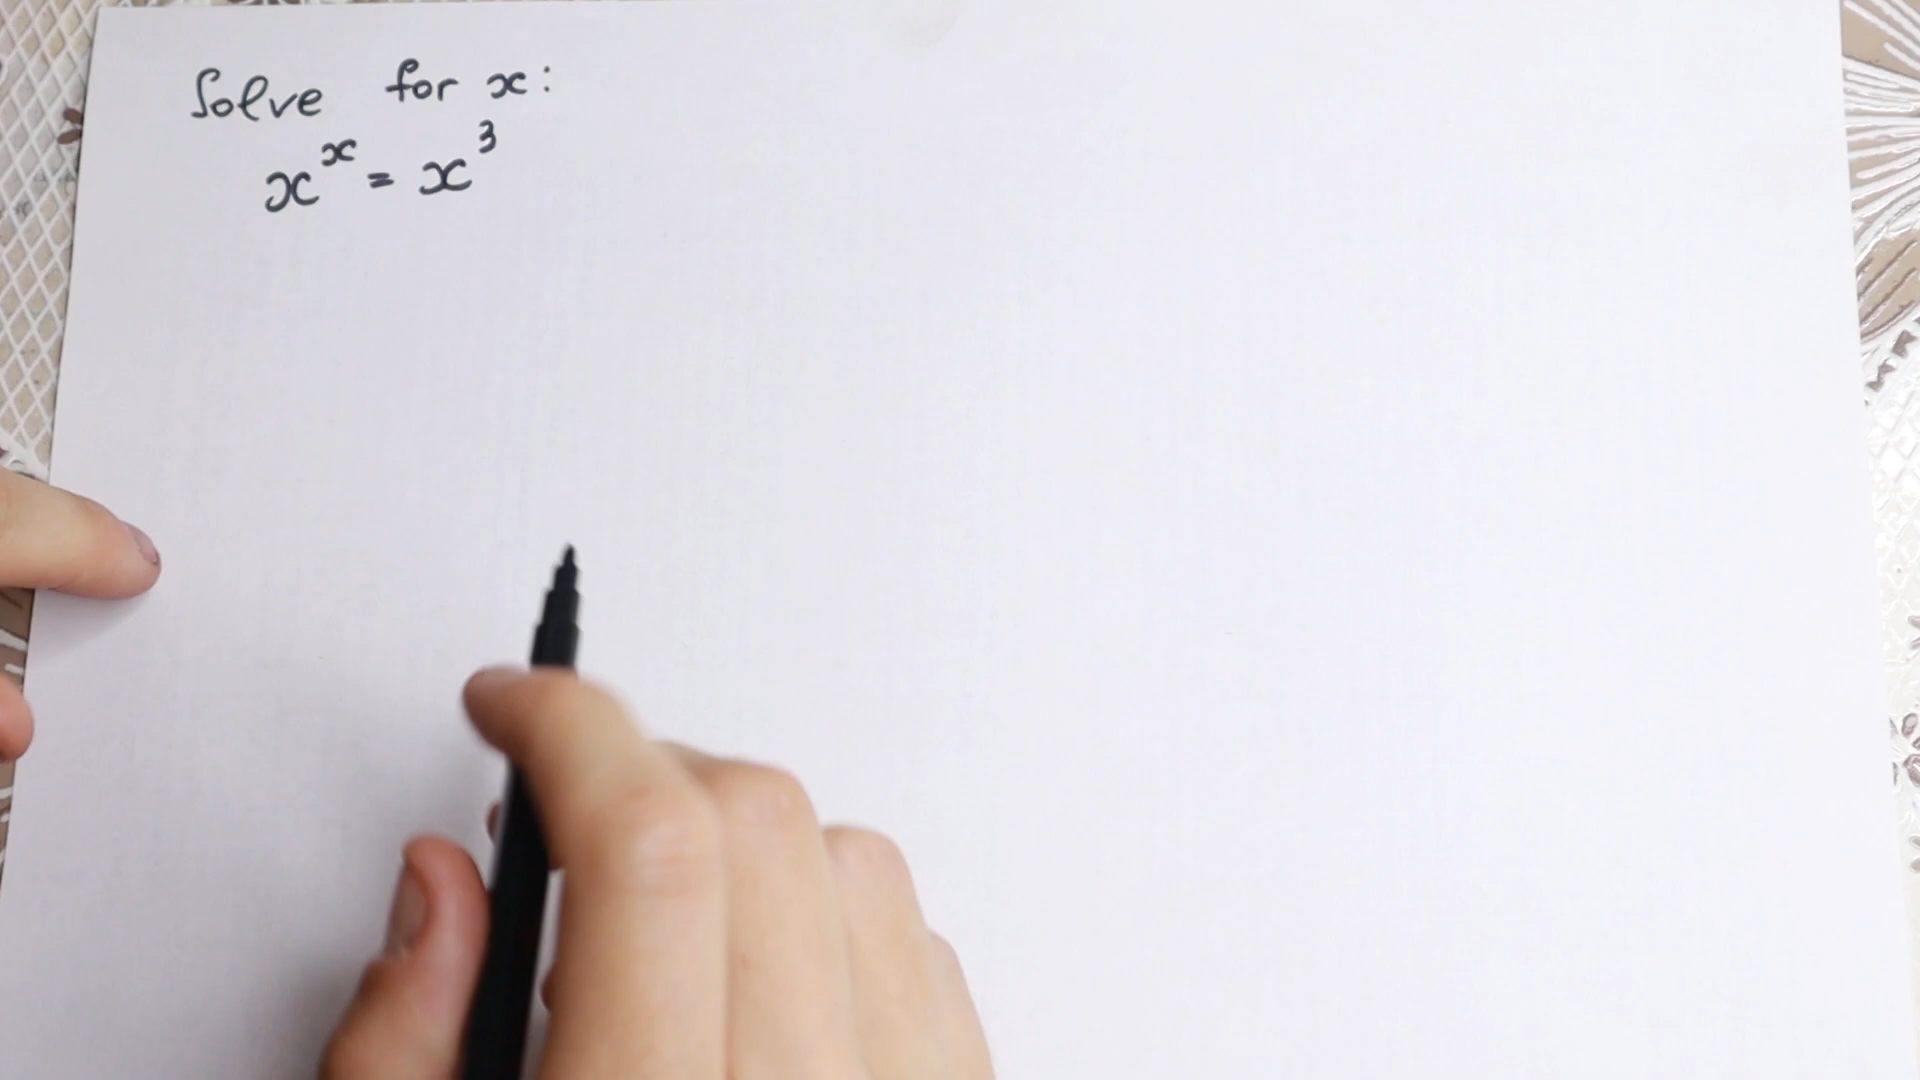 Solve for x:
x^x = x^3